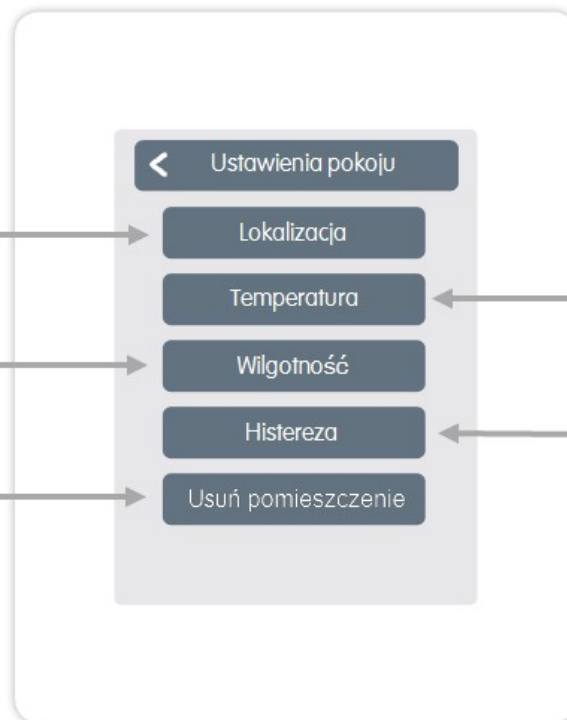 Ustawienia pokoju
Lokalizacja
Temperatura
Wilgotność
Histereza
Usuń pomieszczenie